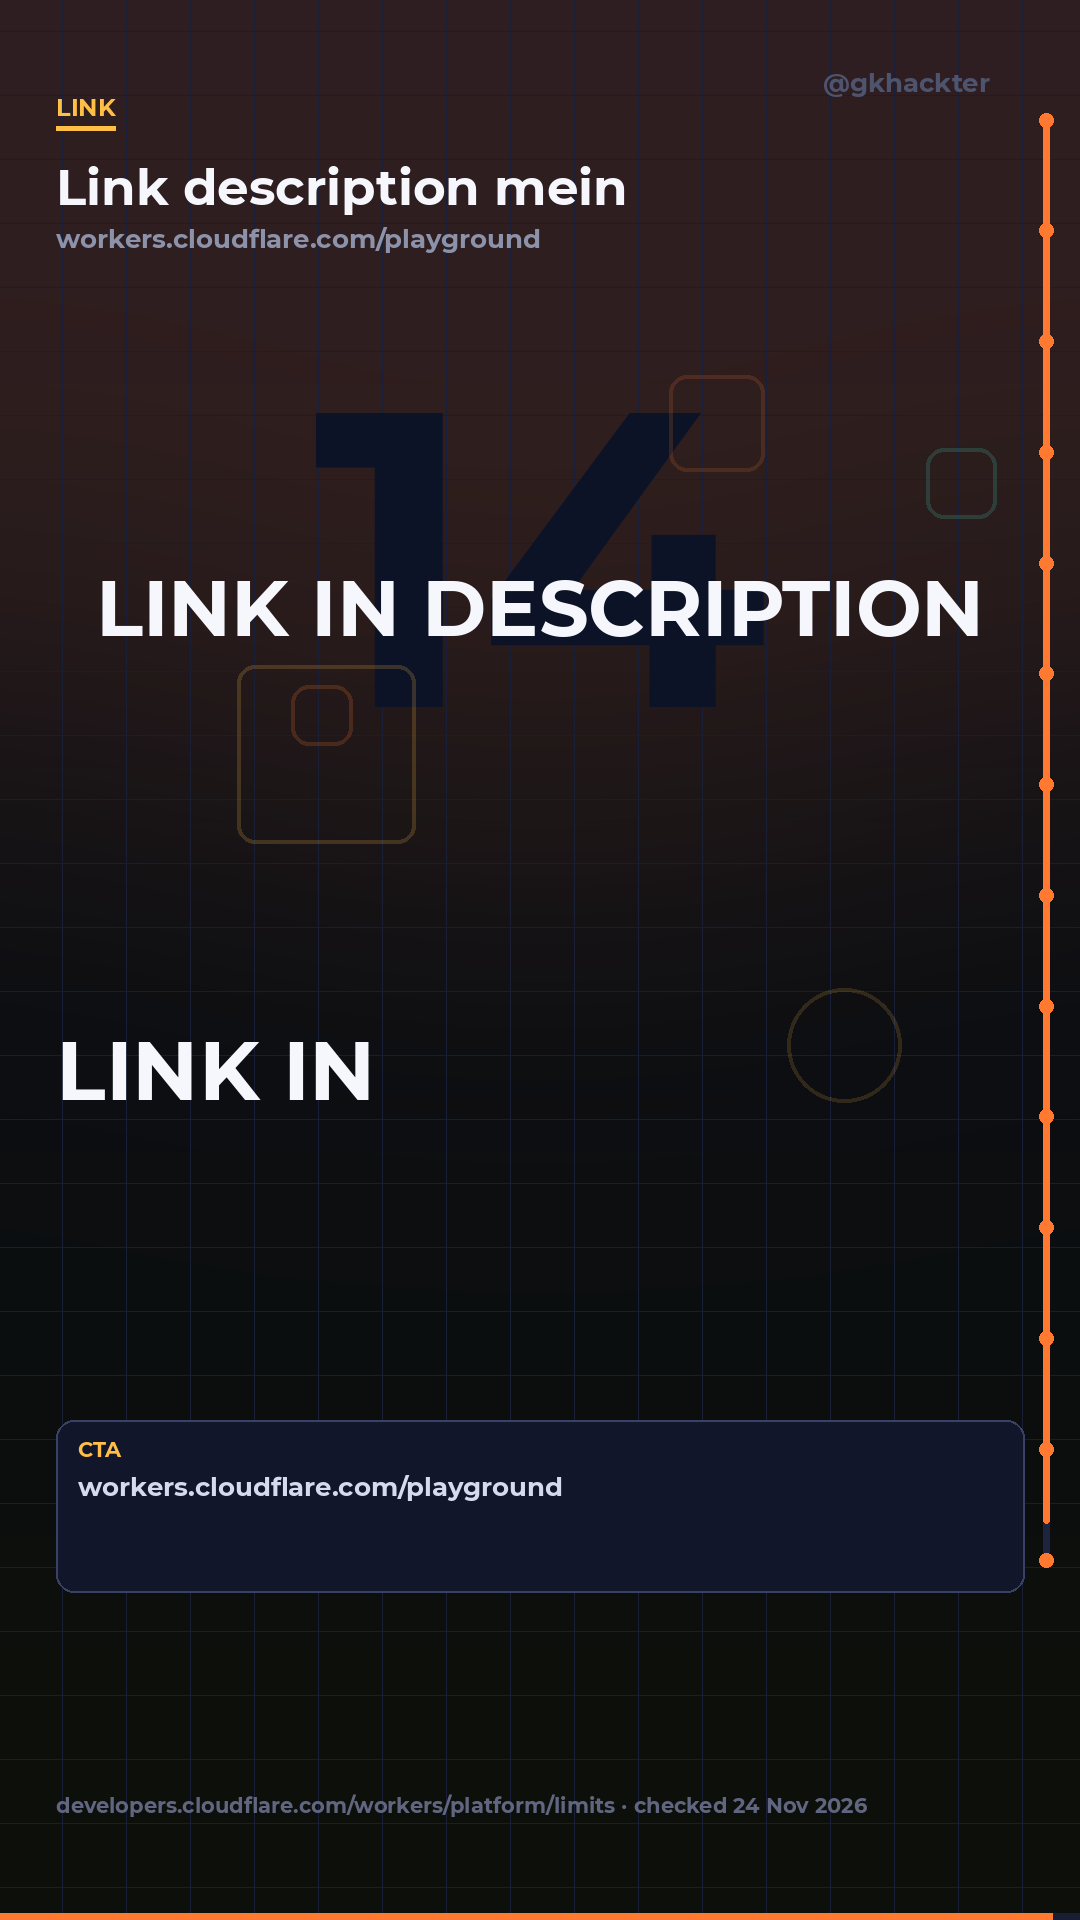 @gkhackter
LINK
Link description mein
workers.cloudflare.com/playground
14
LINK IN DESCRIPTION
LINK IN
CTA
workers.cloudflare.com/playground
developers.cloudflare.com/workers/platform/limits · checked 24 Nov 2026